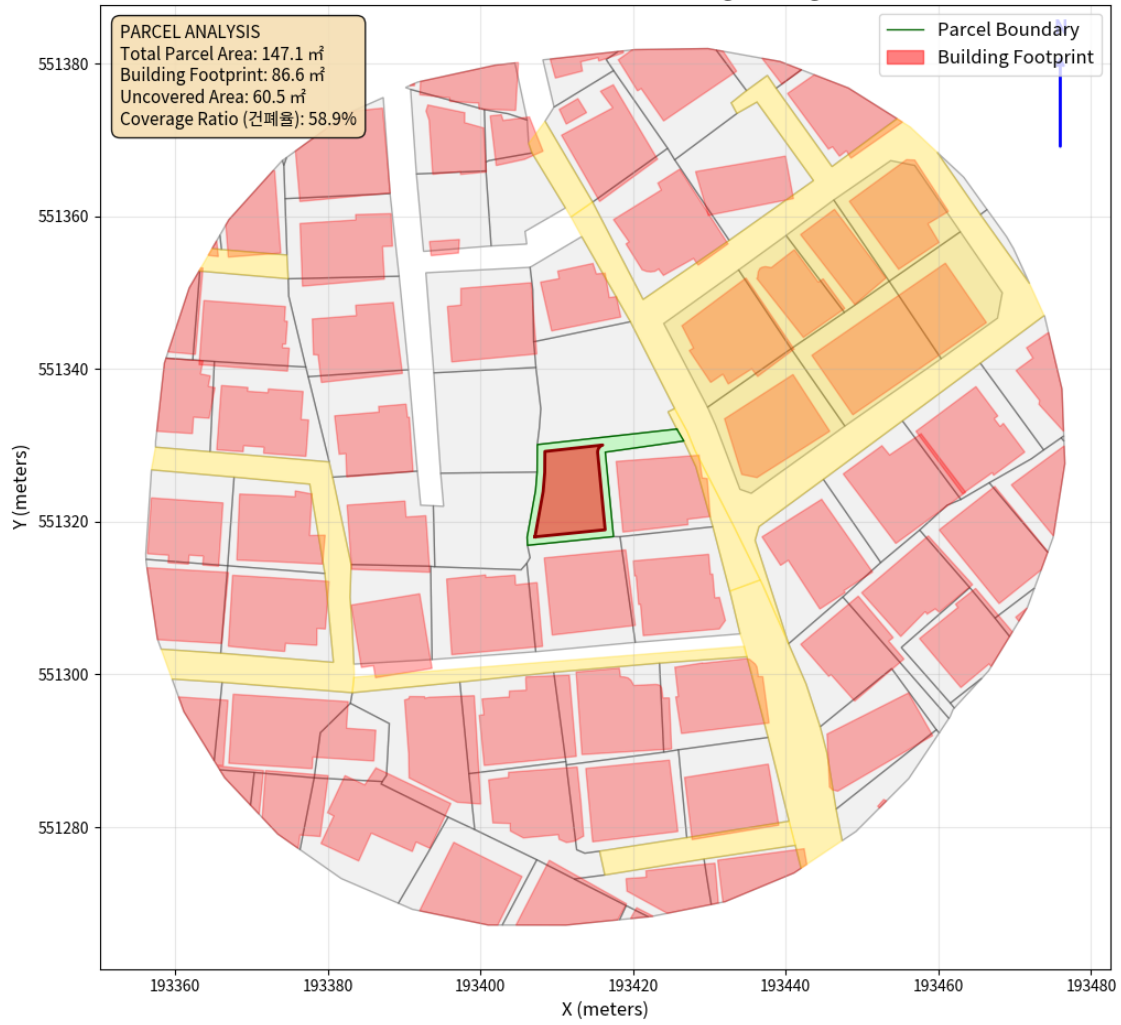 PARCEL ANALYSIS
Total Parcel Area: 147.1 ㎡
Building Footprint: 86.6 ㎡
Uncovered Area: 60.5 ㎡
Coverage Ratio (건폐율): 58.9%
Parcel Boundary
Building Footprint
N
551380
551360
551340
551320
551300
551280
Y (meters)
193360
193380
193400
193420
193440
193460
193480
X (meters)